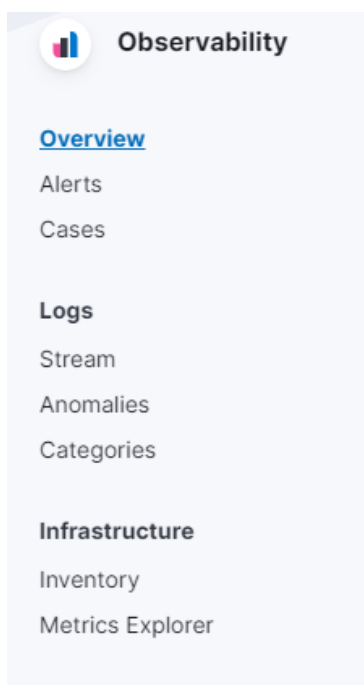 Observability
Overview
Alerts
Cases
Logs
Stream
Anomalies
Categories
Infrastructure
Inventory
Metrics Explorer